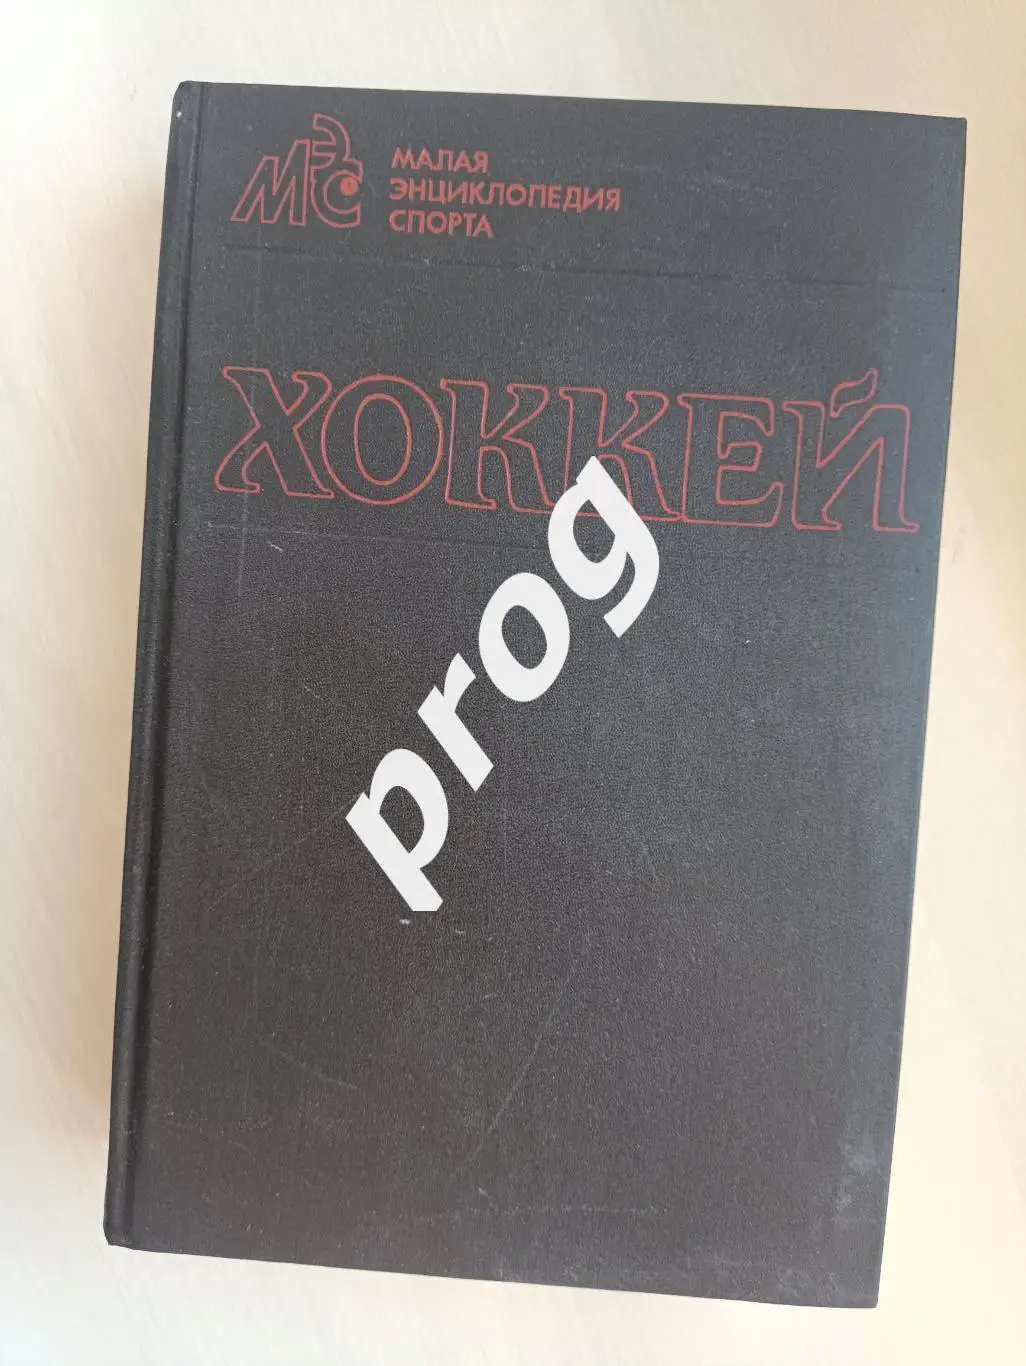 МЭС
МАЛАЯ
ЭНЦИКЛОПЕДИЯ
СПОРТА
ХОККЕЙ
prog